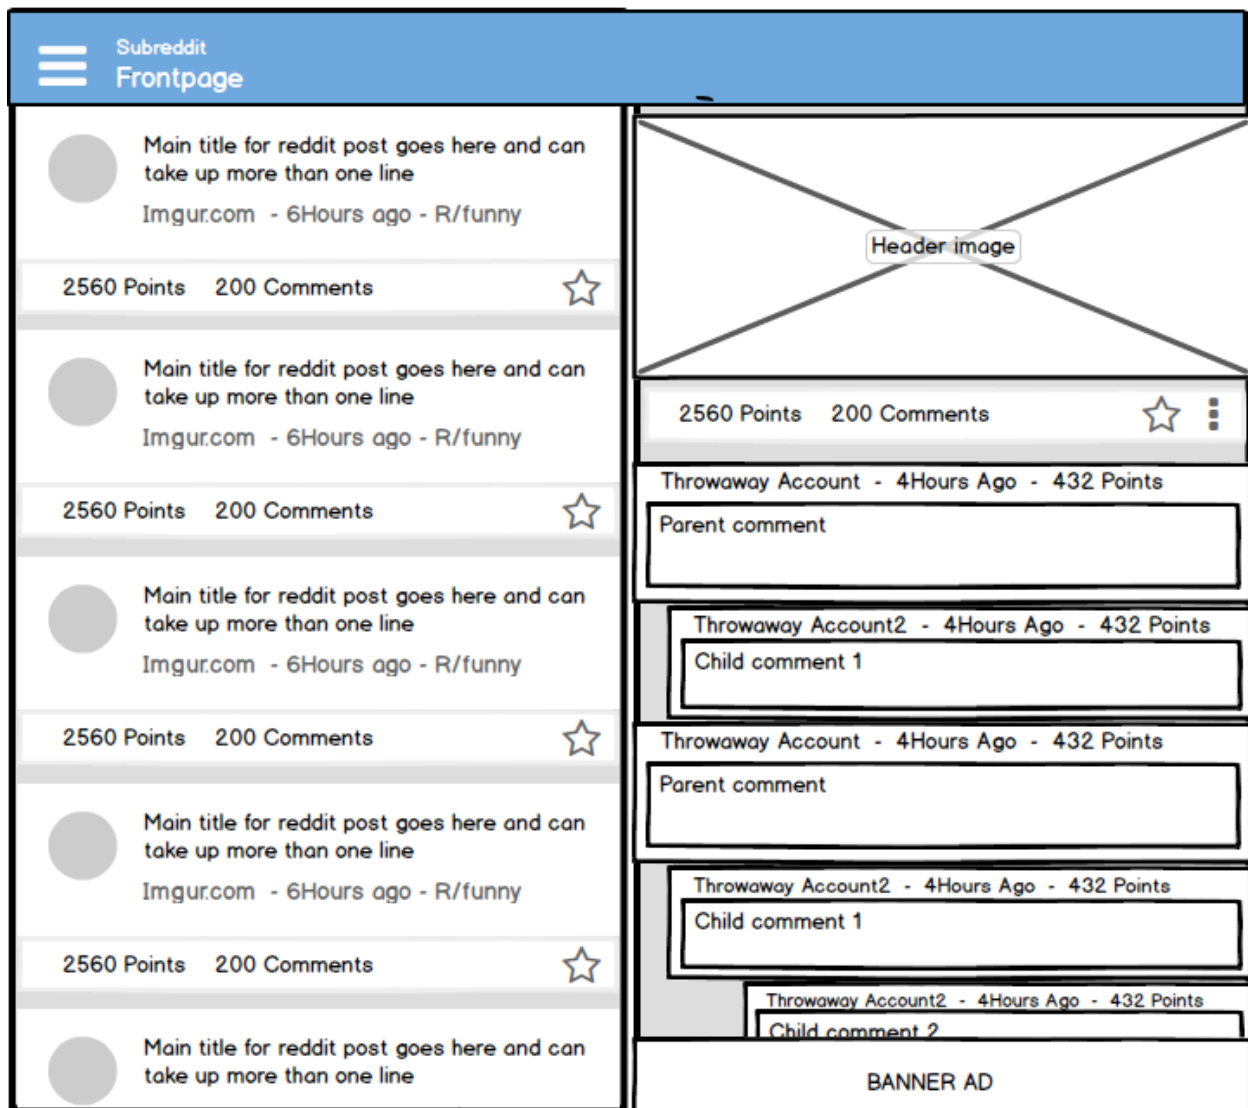 Subreddit
Frontpage
Main title for reddit post goes here and can
take up more than one line
Imgur.com - 6Hours ago - R/funny
2560 Points 200 Comments
Main title for reddit post goes here and can
take up more than one line
Imgur.com - 6Hours ago - R/funny
2560 Points 200 Comments
Main title for reddit post goes here and can
take up more than one line
Imgur.com - 6Hours ago - R/funny
2560 Points 200 Comments
Main title for reddit post goes here and can
take up more than one line
Imgur.com - 6Hours ago - R/funny
2560 Points 200 Comments
Main title for reddit post goes here and can
take up more than one line
Header image
2560 Points 200 Comments
Throwaway Account - 4Hours Ago - 432 Points
Parent comment
Throwaway Account2 - 4Hours Ago - 432 Points
Child comment 1
Throwaway Account - 4Hours Ago - 432 Points
Parent comment
Throwaway Account2 - 4Hours Ago - 432 Points
Child comment 1
Throwaway Account2 - 4Hours Ago - 432 Points
Child comment 2
BANNER AD